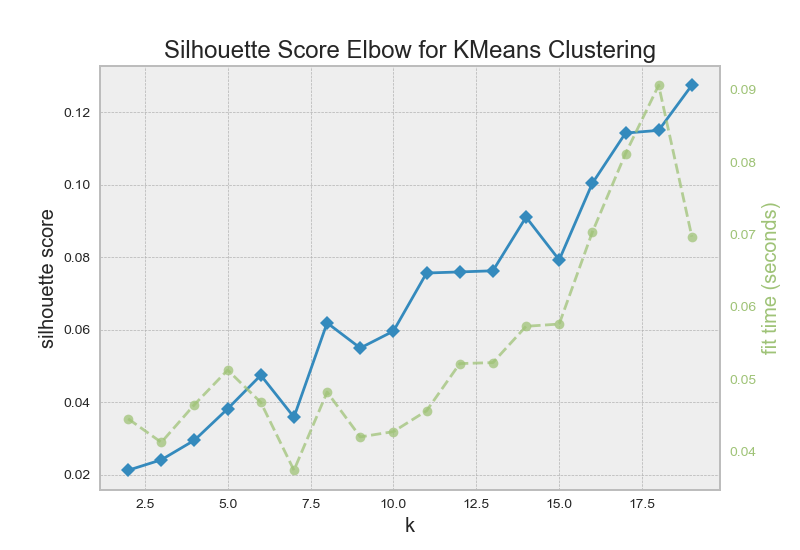 Silhouette Score Elbow for KMeans Clustering
silhouette score
0.12
0.10
0.08
0.06
0.04
0.02
0.09
0.08
0.07
0.06
0.05
0.04
fit time (seconds)
2.5 5.0 7.5 10.0 12.5 15.0 17.5
k